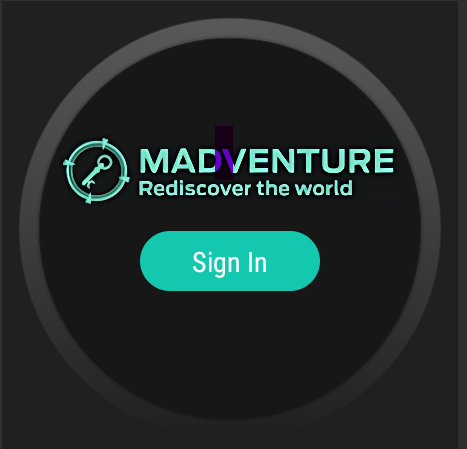 MADVENTURE
Rediscover the world
Sign In